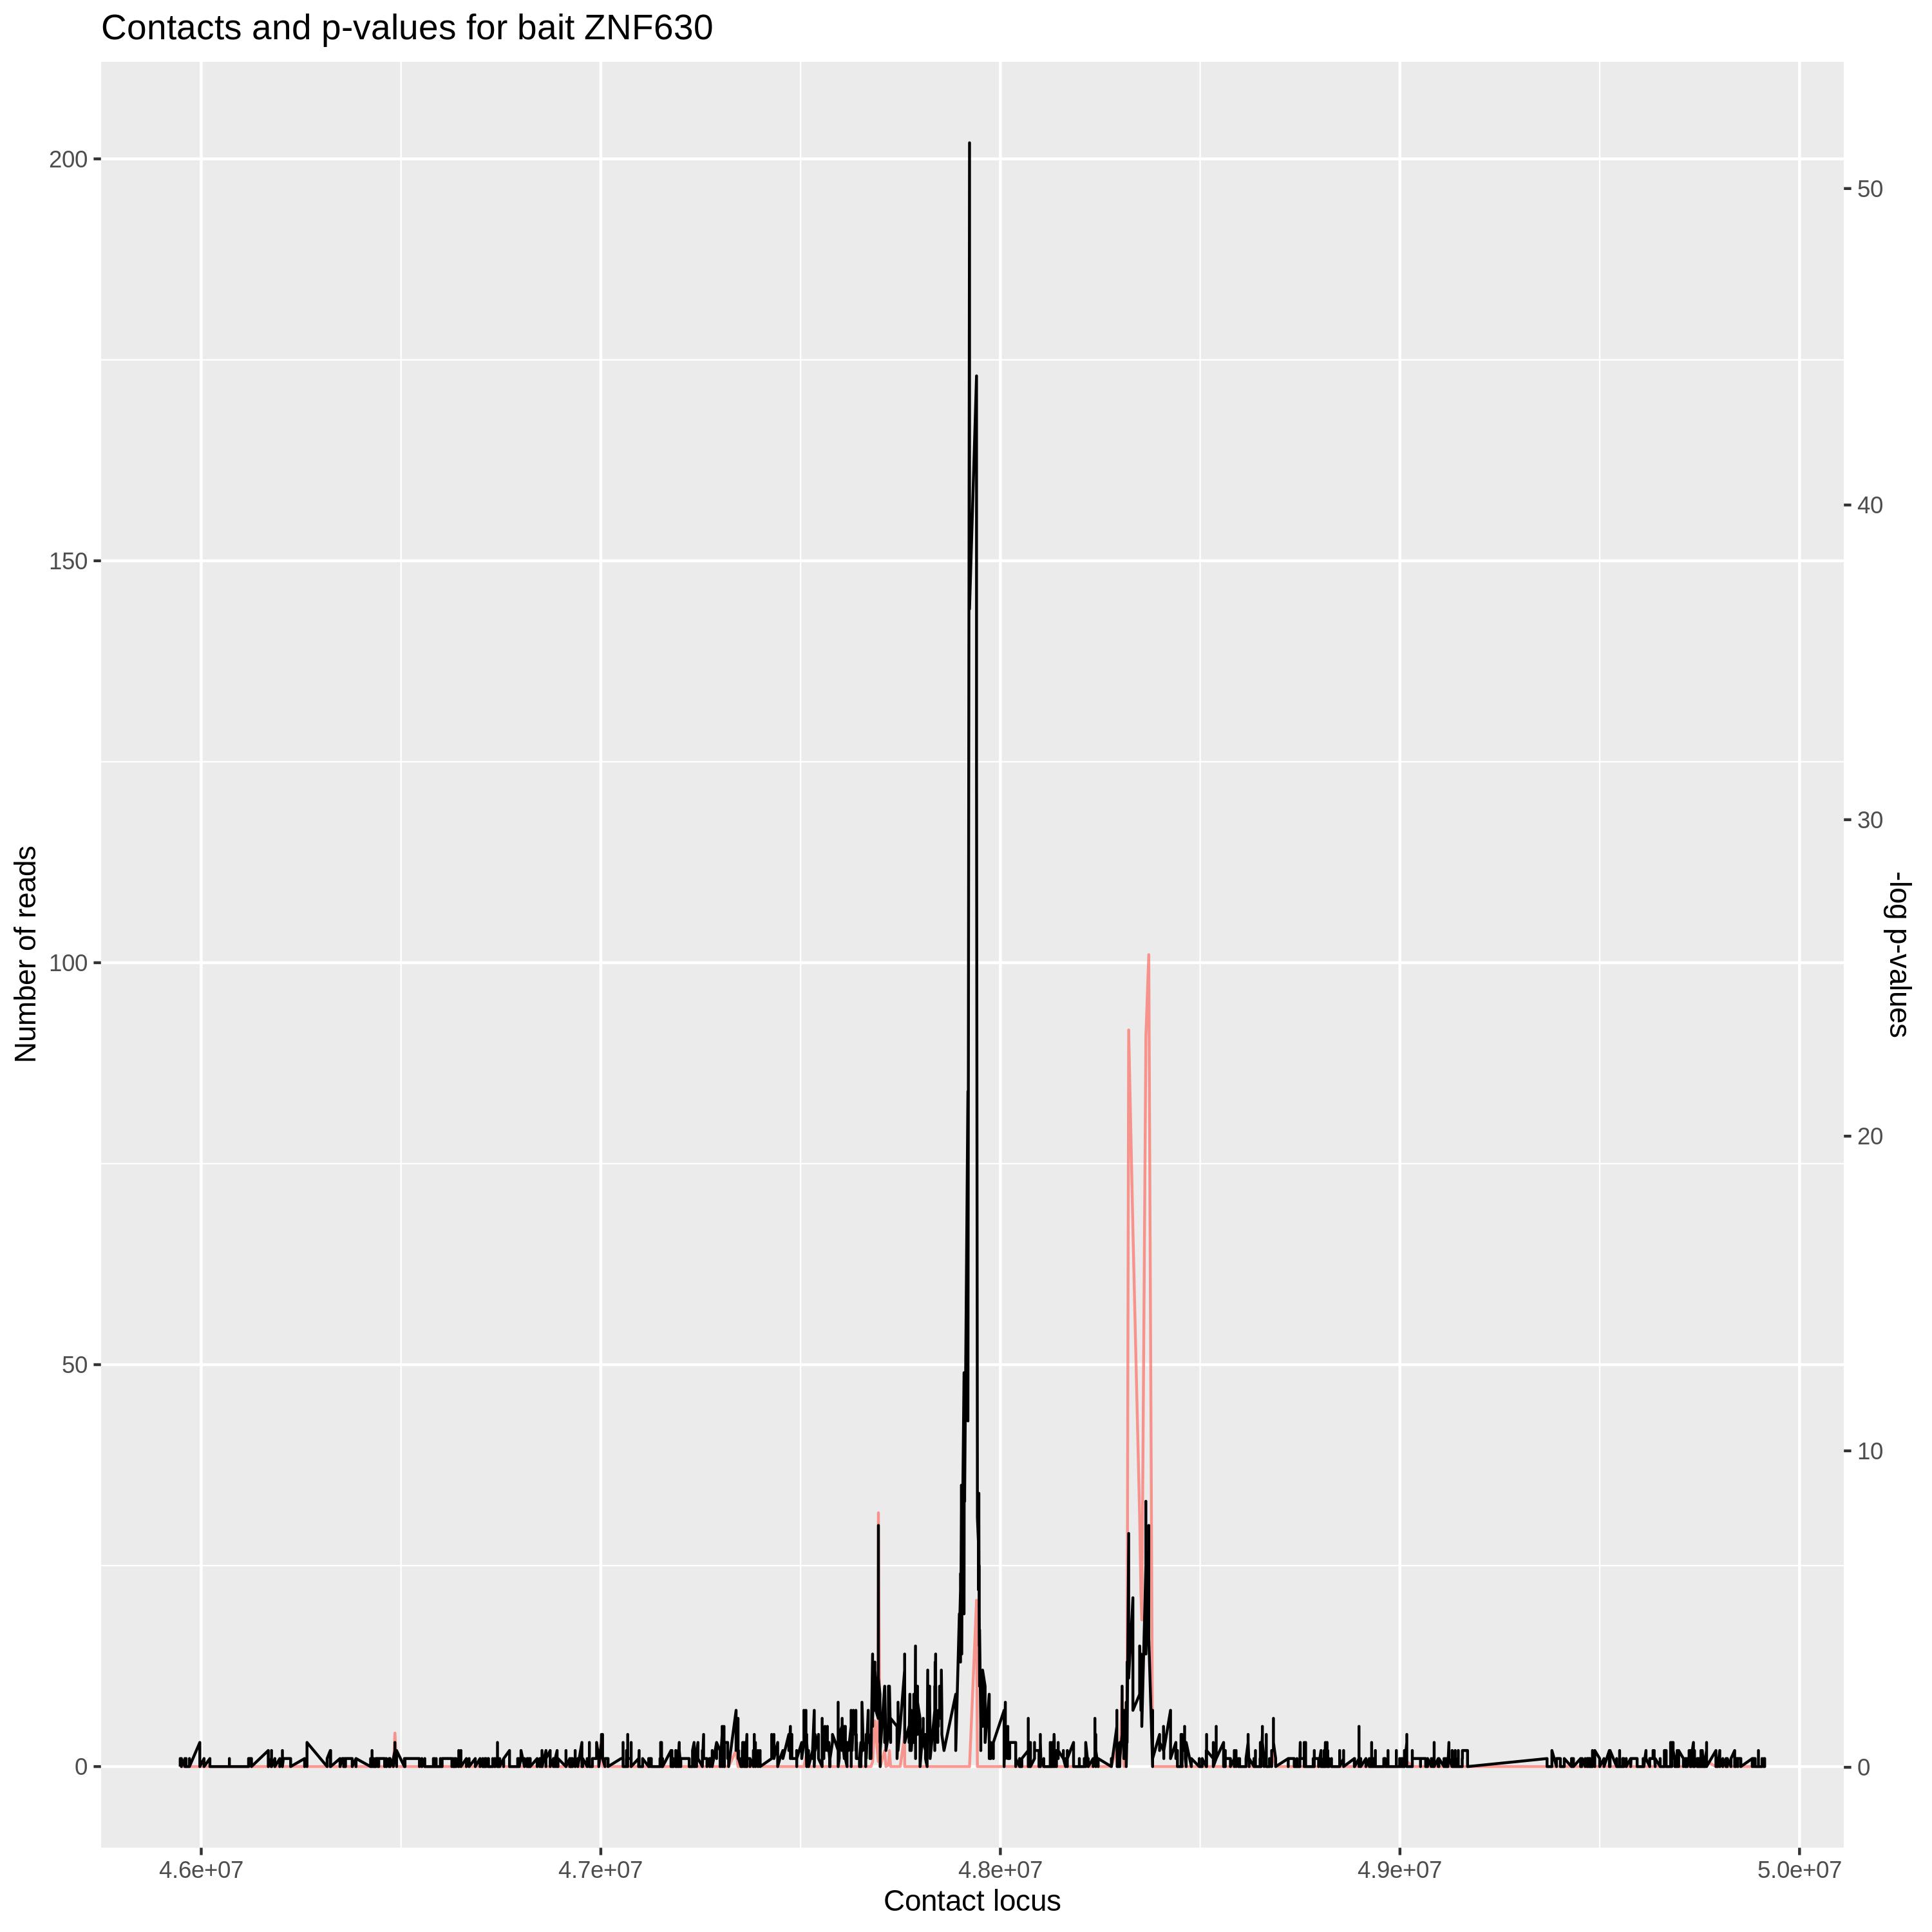 Contacts and p-values for bait ZNF630
200
150
100
50
0
Number of reads
50
40
30
20
10
0
-log p-values
4.6e+07
4.7e+07
4.8e+07
4.9e+07
5.0e+07
Contact locus